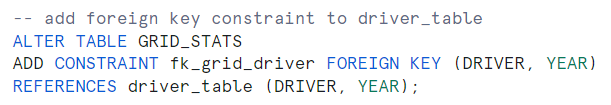 -- add foreign key constraint to driver_table
ALTER TABLE GRID_STATS
ADD CONSTRAINT fk_grid_driver FOREIGN KEY (DRIVER, YEAR)
REFERENCES driver_table (DRIVER, YEAR);